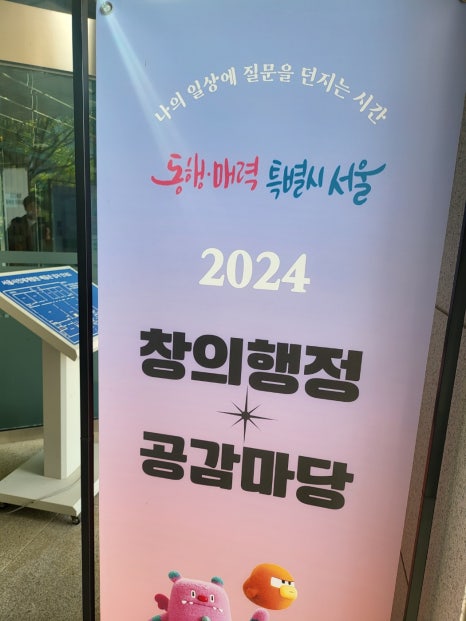 나의 일상에 질문을 던지는 시간
동행·매력 특별시 서울
2024
창의행정
공감마당